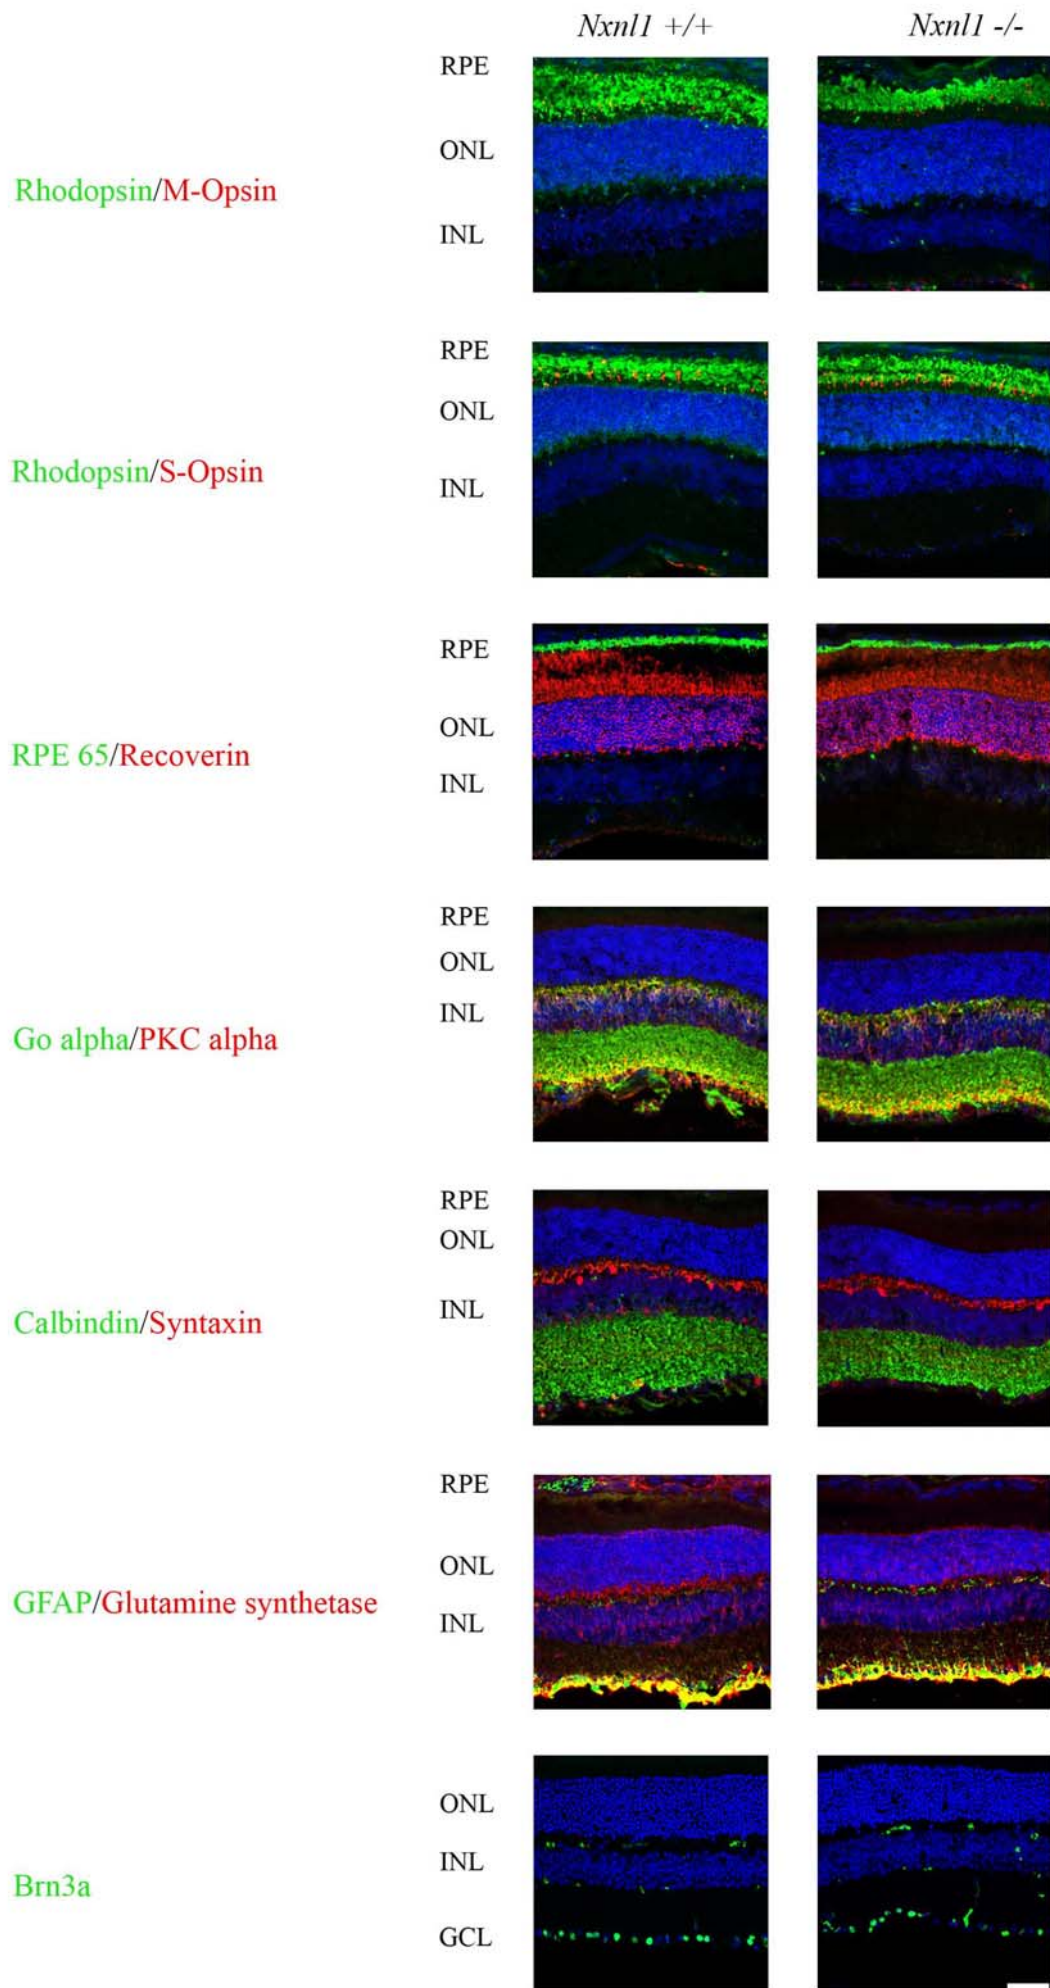 Nxnl1 +/+ Nxnl1 -/-
RPE
ONL
Rhodopsin/M-Opsin
INL
RPE
ONL
Rhodopsin/S-Opsin
INL
RPE
ONL
RPE 65/Recoverin
INL
RPE
ONL
INL
Go alpha/PKC alpha
RPE
ONL
INL
Calbindin/Syntaxin
RPE
ONL
GFAP/Glutamine synthetase
INL
ONL
INL
Brn3a
GCL